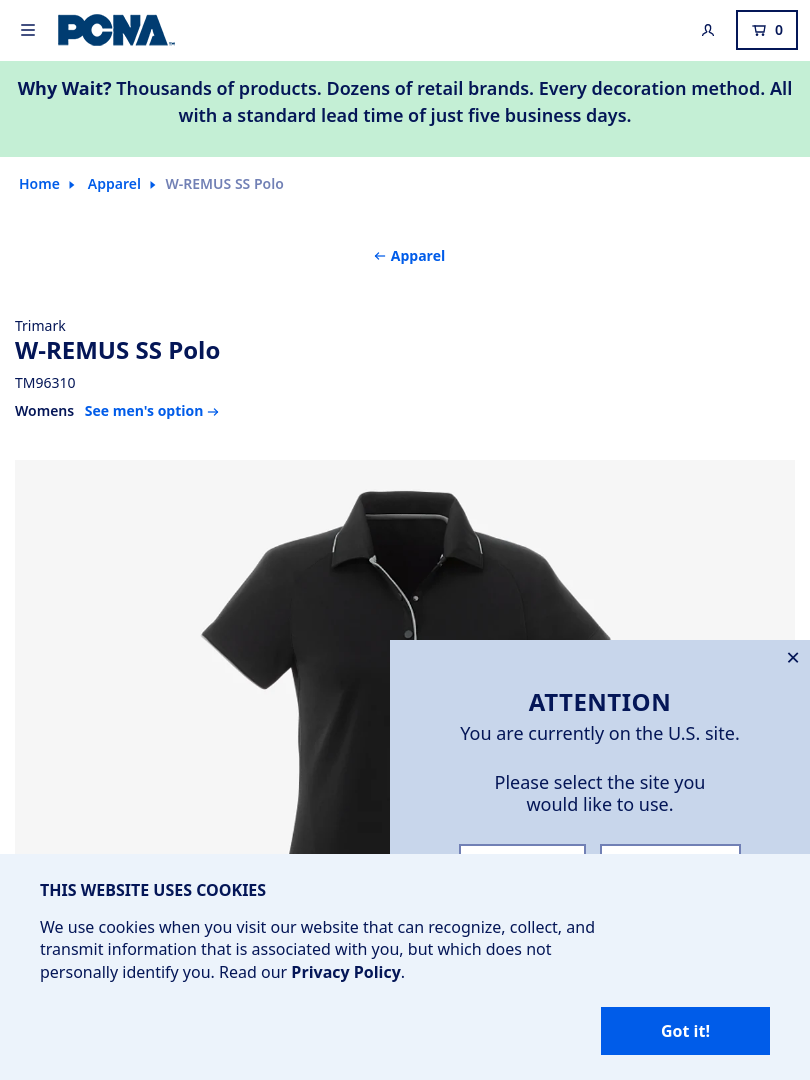 PCNA
0
Why Wait? Thousands of products. Dozens of retail brands. Every decoration method. All
with a standard lead time of just five business days.
Home
Apparel
W-REMUS SS Polo
← Apparel
Trimark
W-REMUS SS Polo
TM96310
Womens See men's option →
ATTENTION
You are currently on the U.S. site.
Please select the site you
would like to use.
THIS WEBSITE USES COOKIES
We use cookies when you visit our website that can recognize, collect, and
transmit information that is associated with you, but which does not
personally identify you. Read our Privacy Policy.
Got it!